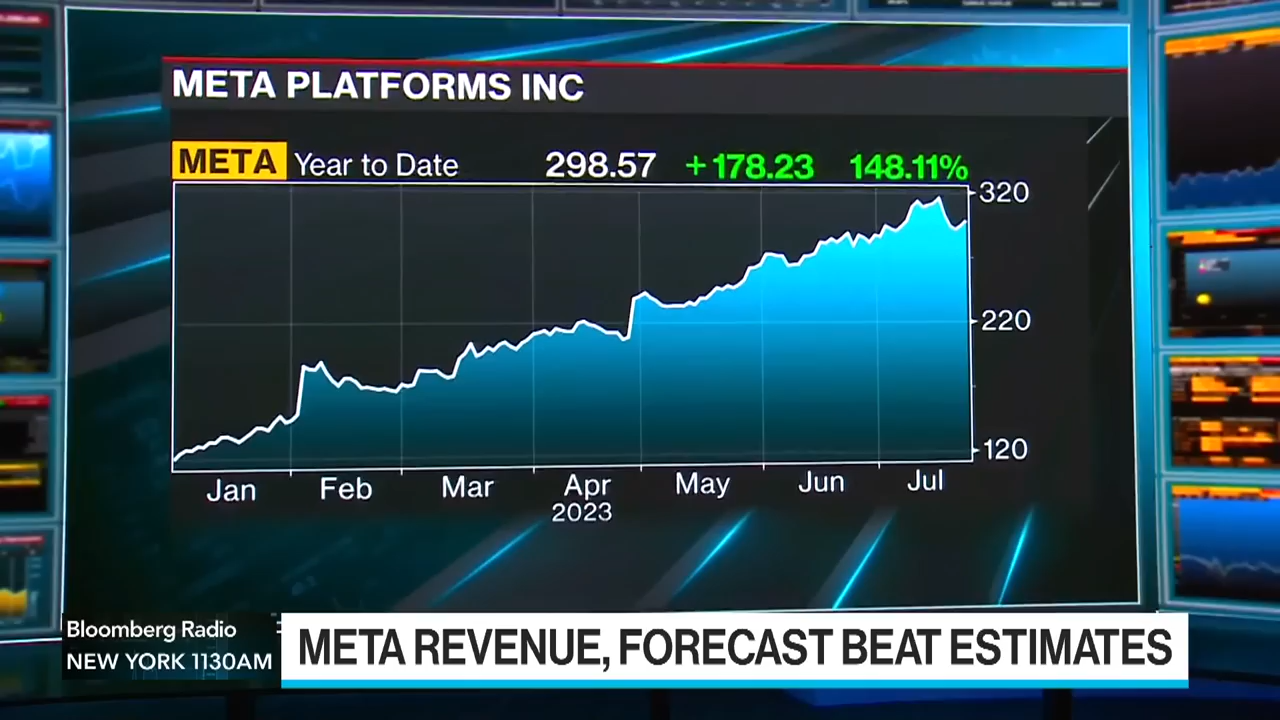 META PLATFORMS INC
META Year to Date 298.57 +178.23 148.11%
320
220
120
Jan Feb Mar Apr May Jun Jul
2023
Bloomberg Radio
NEW YORK 1130AM
META REVENUE, FORECAST BEAT ESTIMATES